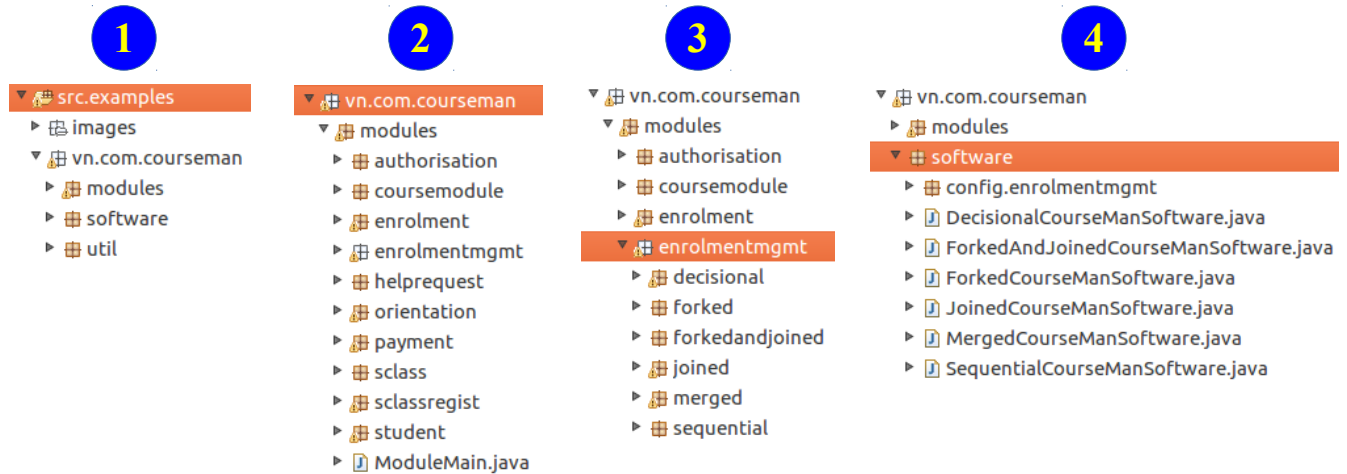 1
src.examples
images
vn.com.courseman
modules
software
util
2
vn.com.courseman
modules
authorisation
coursemodule
enrolment
enrolmentmgmt
helprequest
orientation
payment
sclass
sclassregist
student
ModuleMain.java
3
vn.com.courseman
modules
authorisation
coursemodule
enrolment
enrolmentmgmt
decisional
forked
forkedandjoined
joined
merged
sequential
4
vn.com.courseman
modules
software
config.enrolmentmgmt
DecisionalCourseManSoftware.java
ForkedAndJoinedCourseManSoftware.java
ForkedCourseManSoftware.java
JoinedCourseManSoftware.java
MergedCourseManSoftware.java
SequentialCourseManSoftware.java